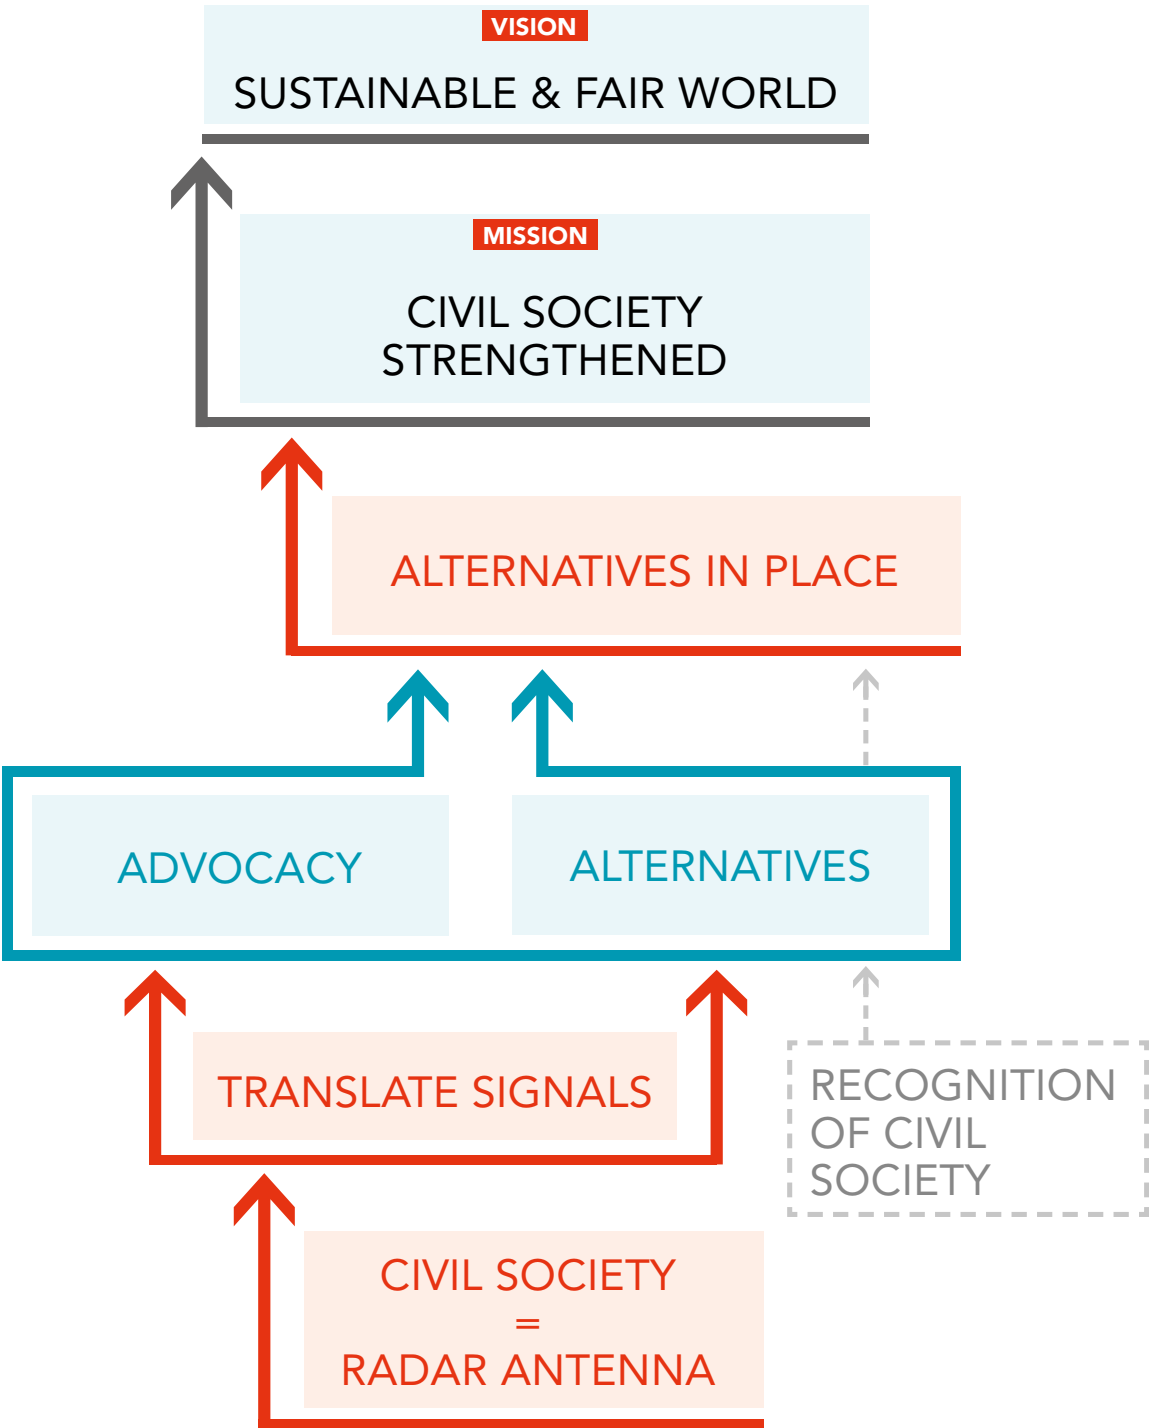 VISION
SUSTAINABLE & FAIR WORLD
MISSION
CIVIL SOCIETY
STRENGTHENED
ALTERNATIVES IN PLACE
ADVOCACY
ALTERNATIVES
TRANSLATE SIGNALS
RECOGNITION
OF CIVIL
SOCIETY
CIVIL SOCIETY
=
RADAR ANTENNA